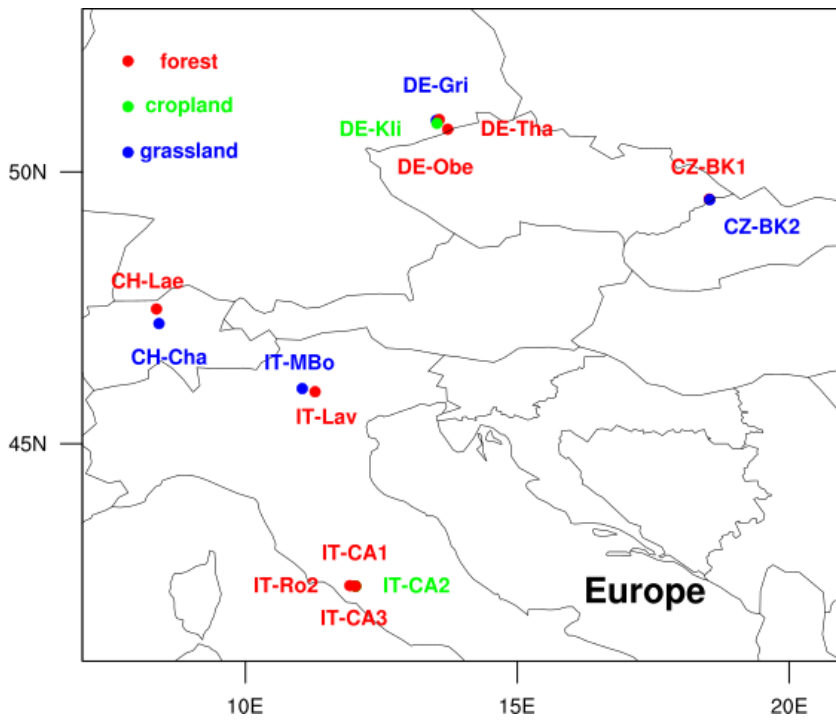 forest
cropland
grassland
DE-Gri
DE-Kli
DE-Tha
DE-Obe
CZ-BK1
CZ-BK2
50N
CH-Lae
CH-Cha
IT-MBo
IT-Lav
45N
IT-CA1
IT-Ro2
IT-CA2
IT-CA3
Europe
10E
15E
20E